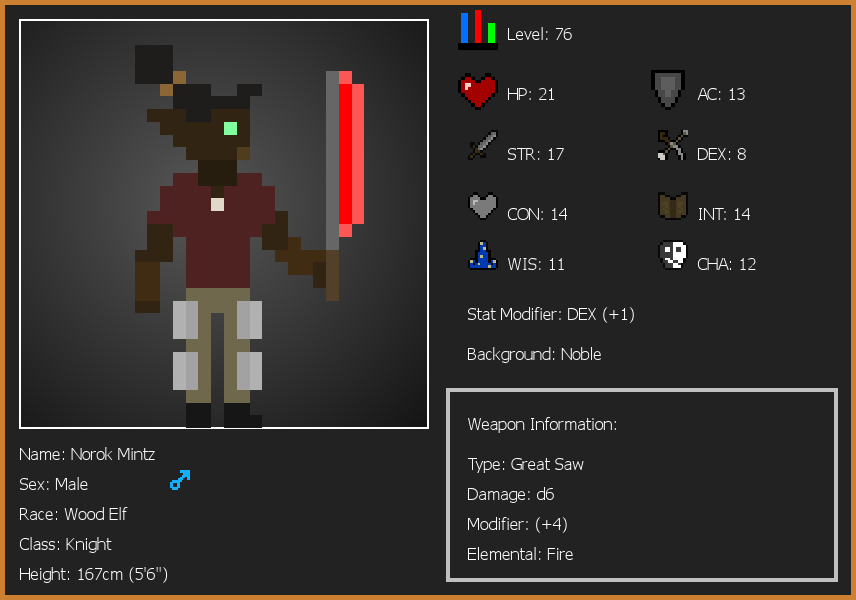 Level: 76
HP: 21
AC: 13
STR: 17
DEX: 8
CON: 14
INT: 14
WIS: 11
CHA: 12
Stat Modifier: DEX (+1)
Background: Noble
Weapon Information:
Type: Great Saw
Damage: d6
Modifier: (+4)
Elemental: Fire
Name: Norok Mintz
Sex: Male
Race: Wood Elf
Class: Knight
Height: 167cm (5'6")